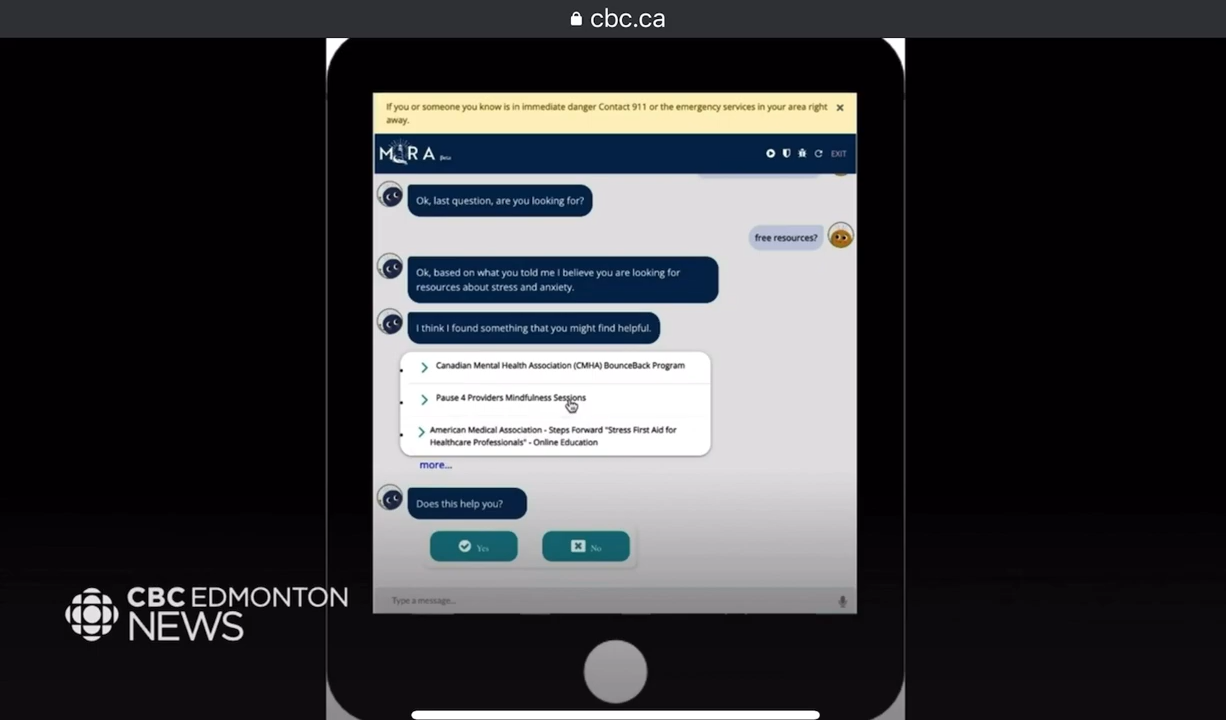 cbc.ca
If you or someone you know is in immediate danger Contact 911 or the emergency services in your area right
away.
MIRA Beta
EXIT
Ok, last question, are you looking for?
free resources?
Ok, based on what you told me I believe you are looking for
resources about stress and anxiety.
I think I found something that you might find helpful.
Canadian Mental Health Association (CMHA) BounceBack Program
Pause 4 Providers Mindfulness Sessions
American Medical Association - Steps Forward "Stress First Aid for
Healthcare Professionals" - Online Education
more...
Does this help you?
Yes
No
Type a message...
CBC EDMONTON
NEWS